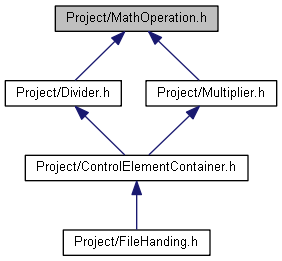 Project/MathOperation.h
Project/Divider.h
Project/Multiplier.h
Project/ControlElementContainer.h
Project/FileHanding.h